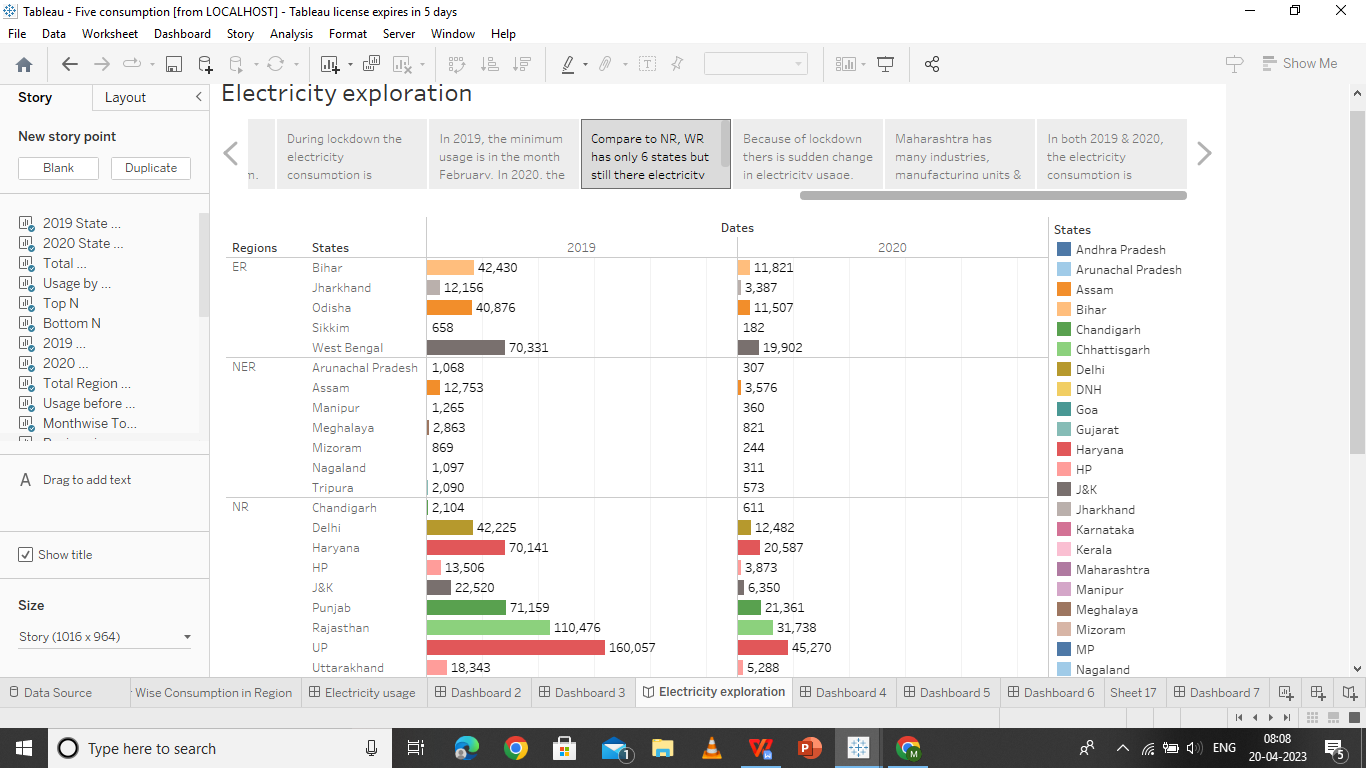 Tableau - Five consumption [from LOCALHOST] - Tableau license expires in 5 days
File Data Worksheet Dashboard Story Analysis Format Server Window Help
Show Me
Story Layout
New story point
Blank Duplicate
2019 State ...
2020 State ...
Total ...
Usage by ...
Top N
Bottom N
2019 ...
2020 ...
Total Region ...
Usage before ...
Monthwise To...
A Drag to add text
Show title
Size
Story (1016 x 964)
Electricity exploration
m.
During lockdown the
electricity
consumption is
In 2019, the minimum
usage is in the month
February. In 2020, the
Compare to NR, WR
has only 6 states but
still there electricity
Because of lockdown
thers is sudden change
in electricity usage.
Maharashtra has
many industries,
manufacturing units &
In both 2019 & 2020,
the electricity
consumption is
Dates
Regions States 2019 2020
ER Bihar 42,430 11,821
Jharkhand 12,156 3,387
Odisha 40,876 11,507
Sikkim 658 182
West Bengal 70,331 19,902
NER Arunachal Pradesh 1,068 307
Assam 12,753 3,576
Manipur 1,265 360
Meghalaya 2,863 821
Mizoram 869 244
Nagaland 1,097 311
Tripura 2,090 573
NR Chandigarh 2,104 611
Delhi 42,225 12,482
Haryana 70,141 20,587
HP 13,506 3,873
J&K 22,520 6,350
Punjab 71,159 21,361
Rajasthan 110,476 31,738
UP 160,057 45,270
Uttarakhand 18,343 5,288
States
Andhra Pradesh
Arunachal Pradesh
Assam
Bihar
Chandigarh
Chhattisgarh
Delhi
DNH
Goa
Gujarat
Haryana
HP
J&K
Jharkhand
Karnataka
Kerala
Maharashtra
Manipur
Meghalaya
Mizoram
MP
Nagaland
Data Source Wise Consumption in Region Electricity usage Dashboard 2 Dashboard 3 Electricity exploration Dashboard 4 Dashboard 5 Dashboard 6 Sheet 17 Dashboard 7
Type here to search
1
ENG
08:08
20-04-2023
5